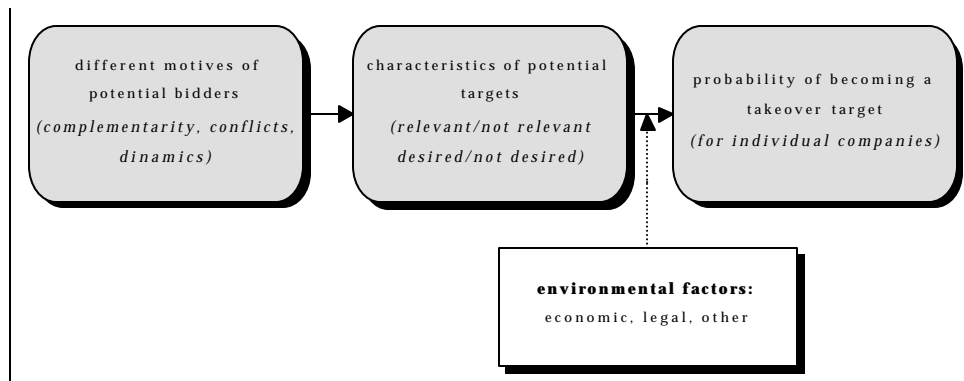 different motives of
potential bidders
(complementarity, conflicts,
dinamics)
characteristics of potential
targets
(relevant/not relevant
desired/not desired)
probability of becoming a
takeover target
(for individual companies)
environmental factors:
economic, legal, other